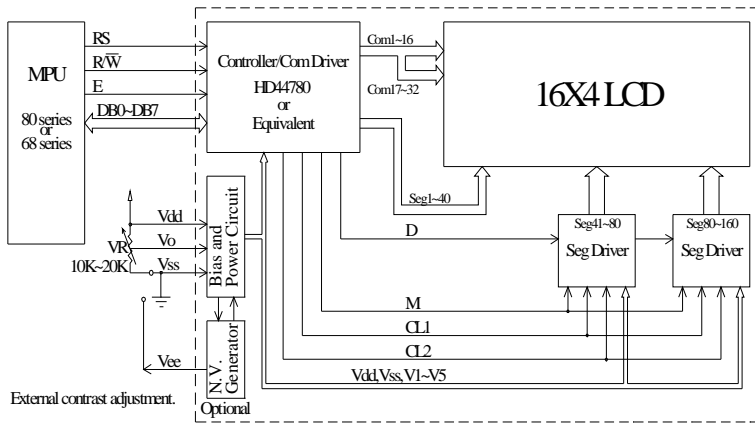 MPU
80 series
or
68 series
RS
R/W̅
E
DB0~DB7
Controller/Com Driver
HD44780
or
Equivalent
Com1~16
Com17~32
16X4 LCD
Seg1~40
Seg41~80
Seg Driver
Seg80~160
Seg Driver
D
M
CL1
CL2
Vdd,Vss,V1~V5
Vdd
Vo
Vss
VR
10K~20K
Bias and
Power Circuit
N.V.
Generator
Optional
Vee
External contrast adjustment.